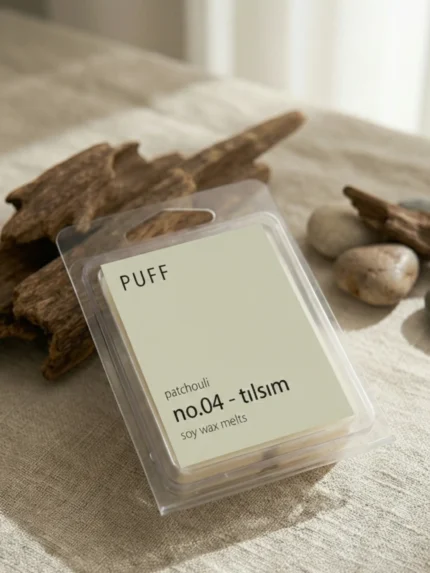 PUFF
patchouli
no.04 - tılsım
soy wax melts